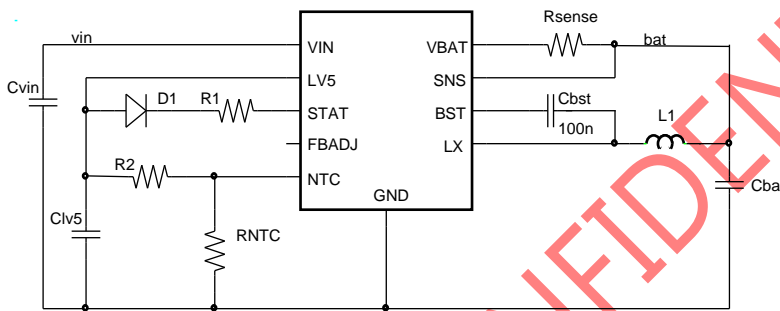 Rsense
vin
VIN
VBAT
bat
Cvin
LV5
SNS
D1
R1
STAT
BST
Cbst
100n
L1
FBADJ
LX
R2
NTC
GND
Cba
Clv5
RNTC
NFIDEN